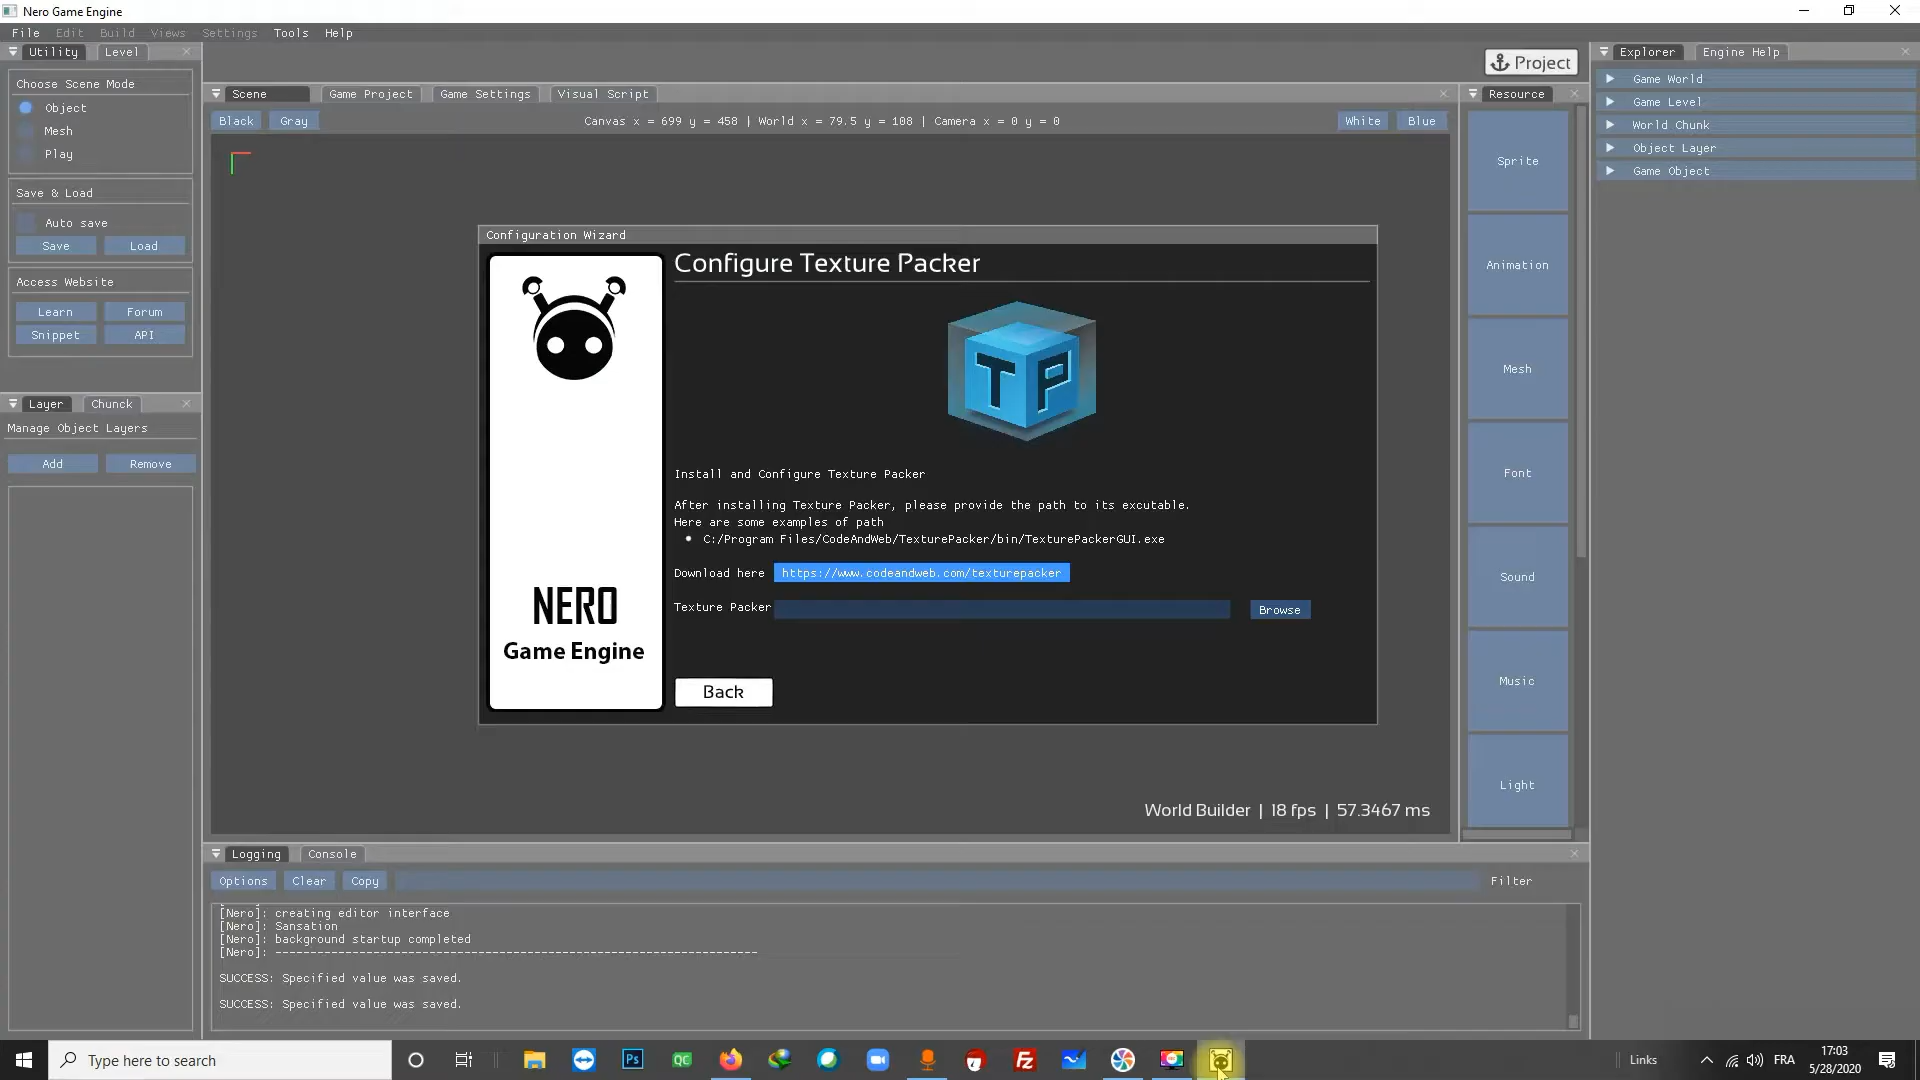 Nero Game Engine
File Edit Build Views Settings Tools Help
Utility Level
Choose Scene Mode
Object
Mesh
Play
Save & Load
Auto save
Save Load
Access Website
Learn Forum
Snippet API
Layer Chunck
Manage Object Layers
Add Remove
Project
Scene Game Project Game Settings Visual Script
Black Gray Canvas x = 699 y = 458 | World x = 79.5 y = 108 | Camera x = 0 y = 0 White Blue
Configuration Wizard
NERO
Game Engine
Configure Texture Packer
TP
Install and Configure Texture Packer
After installing Texture Packer, please provide the path to its excutable.
Here are some examples of path
C:/Program Files/CodeAndWeb/TexturePacker/bin/TexturePackerGUI.exe
Download here https://www.codeandweb.com/texturepacker
Texture Packer Browse
Back
World Builder | 18 fps | 57.3467 ms
Resource
Sprite
Animation
Mesh
Font
Sound
Music
Light
Explorer Engine Help
Game World
Game Level
World Chunk
Object Layer
Game Object
Logging Console
Options Clear Copy Filter
[Nero]: creating editor interface
[Nero]: Sansation
[Nero]: background startup completed
[Nero]: ---------------------------------------------------------------------
SUCCESS: Specified value was saved.
SUCCESS: Specified value was saved.
Type here to search
Ps
QC
Fz
Links
FRA
17:03
5/28/2020